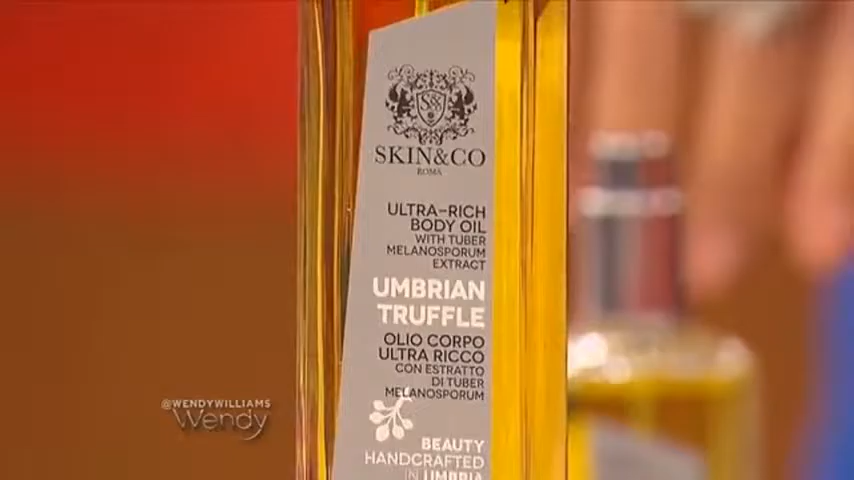 SKIN&CO
ROMA
ULTRA-RICH
BODY OIL
WITH TUBER
MELANOSPORUM
EXTRACT
UMBRIAN
TRUFFLE
OLIO CORPO
ULTRA RICCO
CON ESTRATTO
DI TUBER
MELANOSPORUM
BEAUTY
HANDCRAFTED
IN UMBRIA
@WENDYWILLIAMS
Wendy